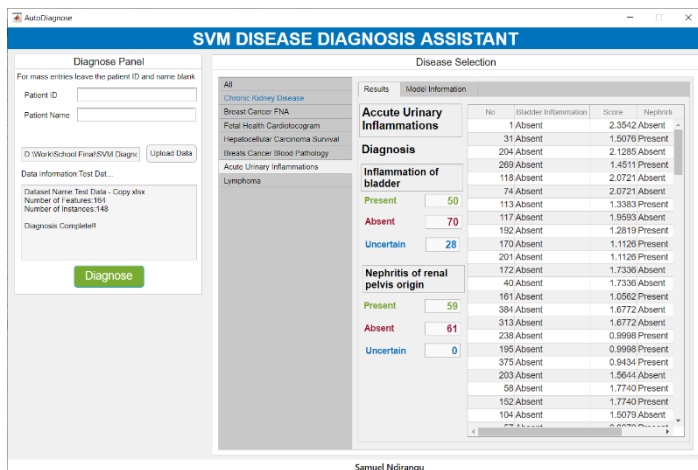 AutoDiagnose
SVM DISEASE DIAGNOSIS ASSISTANT
Diagnose Panel
For mass entries leave the patient ID and name blank
Patient ID
Patient Name
D:\Work\School Final\SVM Diagno
Upload Data
Data Information:Test Dat...
Dataset Name:Test Data - Copy.xlsx
Number of Features:164
Number of Instances:148
Diagnosis Complete!!!
Diagnose
Disease Selection
All
Chronic Kidney Disease
Breast Cancer FNA
Fetal Health Cardiotocogram
Hepatocellular Carcinoma Survival
Breats Cancer Blood Pathology
Acute Urinary Inflammations
Lymphoma
Results Model Information
Accute Urinary
Inflammations
Diagnosis
Inflammation of
bladder
Present 50
Absent 70
Uncertain 28
Nephritis of renal
pelvis origin
Present 59
Absent 61
Uncertain 0
No Bladder Inflammation Score Nephriti
1 Absent 2.3542 Absent
31 Absent 1.5076 Present
204 Absent 2.1285 Absent
269 Absent 1.4511 Present
118 Absent 2.0721 Absent
74 Absent 2.0721 Absent
113 Absent 1.3383 Present
117 Absent 1.9593 Absent
192 Absent 1.2819 Present
170 Absent 1.1126 Present
201 Absent 1.1126 Present
172 Absent 1.7336 Absent
40 Absent 1.7336 Absent
161 Absent 1.0562 Present
384 Absent 1.6772 Absent
313 Absent 1.6772 Absent
238 Absent 0.9998 Present
195 Absent 0.9998 Present
375 Absent 0.9434 Present
203 Absent 1.5644 Absent
58 Absent 1.7740 Present
152 Absent 1.7740 Present
104 Absent 1.5079 Absent
Samuel Ndirangu